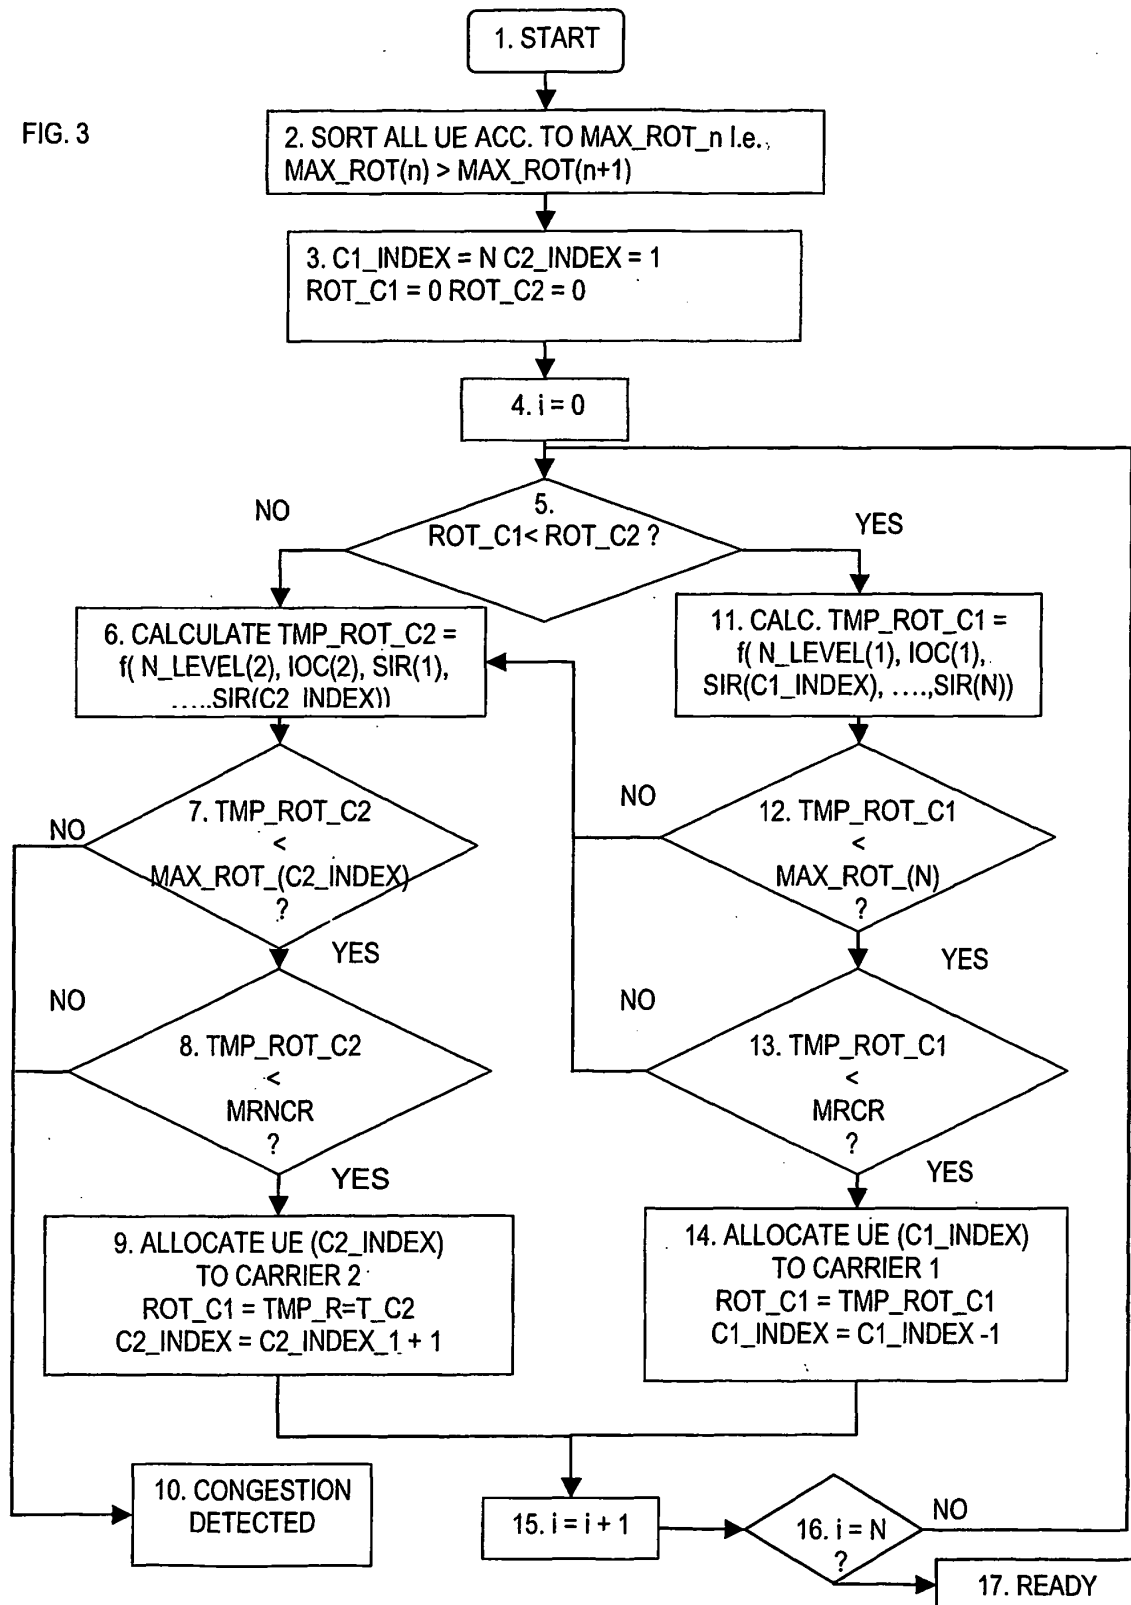 1. START
FIG. 3
2. SORT ALL UE ACC. TO MAX_ROT_n I.e.
MAX_ROT(n) > MAX_ROT(n+1)
3. C1_INDEX = N C2_INDEX = 1
ROT_C1 = 0 ROT_C2 = 0
4. i = 0
NO
5.
ROT_C1< ROT_C2 ?
YES
6. CALCULATE TMP_ROT_C2 =
f( N_LEVEL(2), IOC(2), SIR(1),
.....SIR(C2_INDEX))
11. CALC. TMP_ROT_C1 =
f( N_LEVEL(1), IOC(1),
SIR(C1_INDEX), ....,SIR(N))
NO
7. TMP_ROT_C2
<
MAX_ROT_(C2_INDEX)
?
YES
NO
12. TMP_ROT_C1
<
MAX_ROT_(N)
?
YES
NO
8. TMP_ROT_C2
<
MRNCR
?
YES
NO
13. TMP_ROT_C1
<
MRCR
?
YES
9. ALLOCATE UE (C2_INDEX)
TO CARRIER 2
ROT_C1 = TMP_R=T_C2
C2_INDEX = C2_INDEX_1 + 1
14. ALLOCATE UE (C1_INDEX)
TO CARRIER 1
ROT_C1 = TMP_ROT_C1
C1_INDEX = C1_INDEX -1
10. CONGESTION
DETECTED
15. i = i + 1
16. i = N
?
NO
17. READY